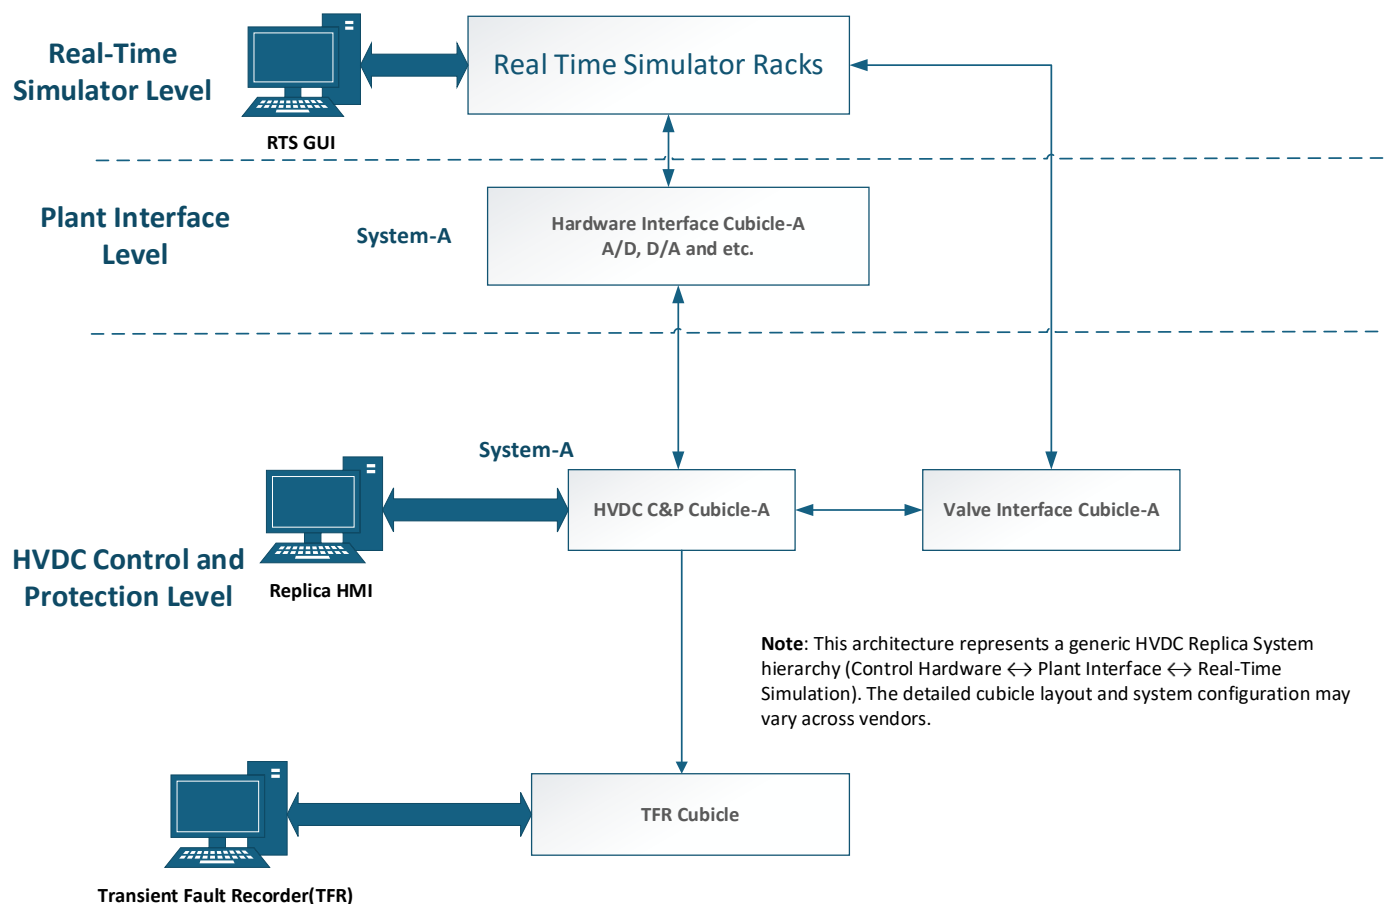 Real-Time
Simulator Level
Real Time Simulator Racks
RTS GUI
Plant Interface
Level
System-A
Hardware Interface Cubicle-A
A/D, D/A and etc.
System-A
HVDC C&P Cubicle-A
Valve Interface Cubicle-A
HVDC Control and
Protection Level
Replica HMI
Note: This architecture represents a generic HVDC Replica System
hierarchy (Control Hardware ↔ Plant Interface ↔ Real-Time
Simulation). The detailed cubicle layout and system configuration may
vary across vendors.
TFR Cubicle
Transient Fault Recorder(TFR)